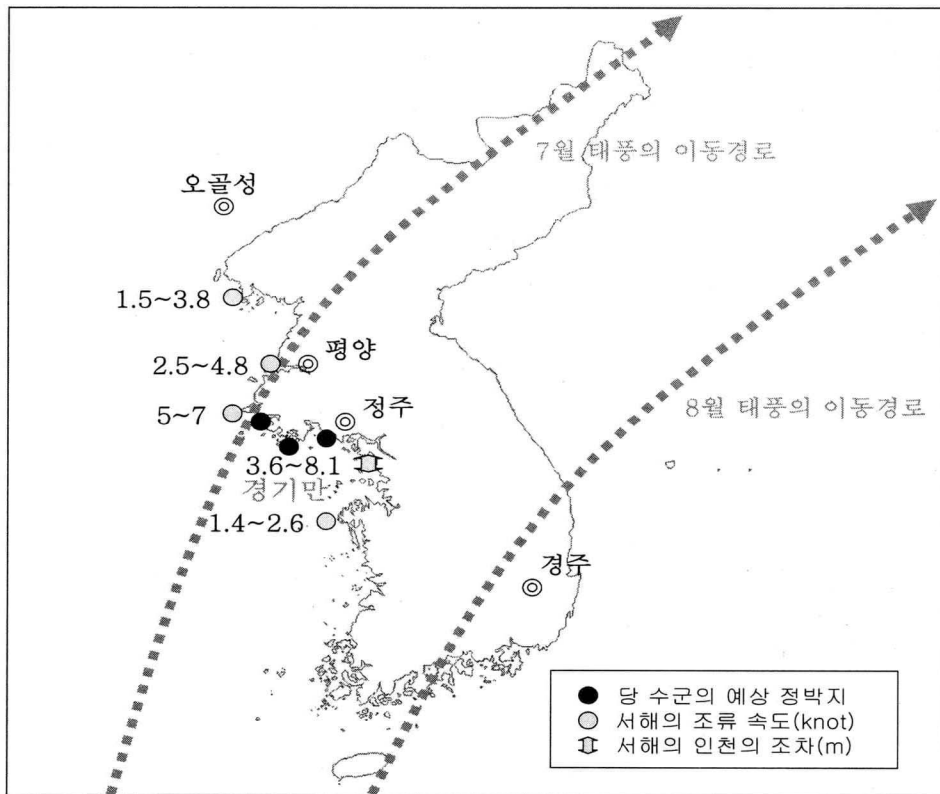 7월 태풍의 이동경로
오골성
1.5~3.8
2.5~4.8
평양
5~7
정주
8월 태풍의 이동경로
3.6~8.1
경기만
1.4~2.6
경주
당 수군의 예상 정박지
서해의 조류 속도(knot)
서해의 인천의 조차(m)